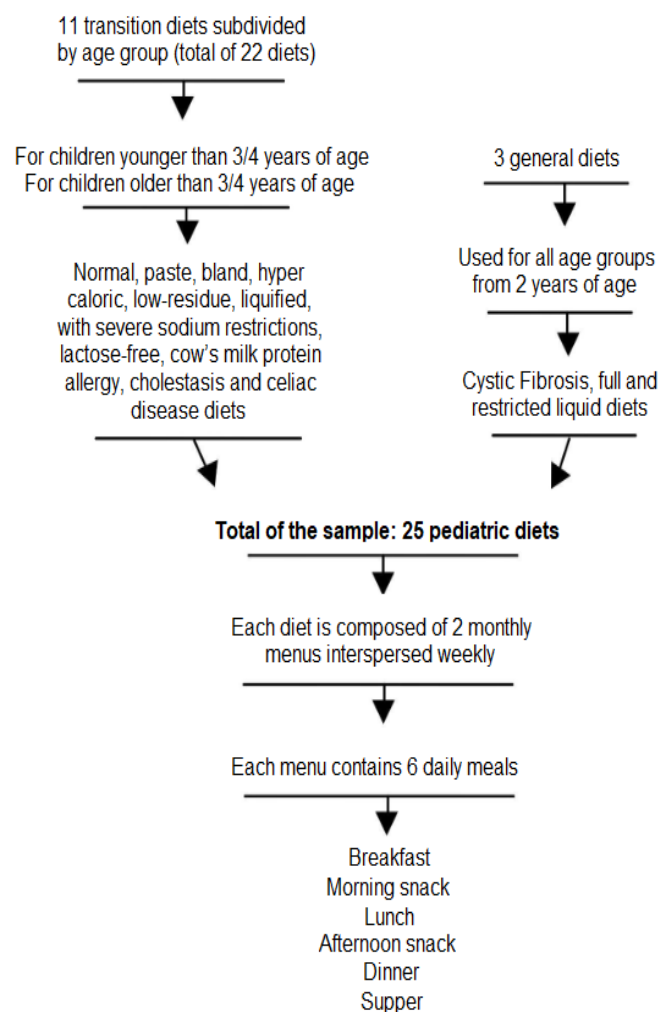 11 transition diets subdivided
by age group (total of 22 diets)
For children younger than 3/4 years of age
For children older than 3/4 years of age
Normal, paste, bland, hyper
caloric, low-residue, liquified,
with severe sodium restrictions,
lactose-free, cow's milk protein
allergy, cholestasis and celiac
disease diets
3 general diets
Used for all age groups
from 2 years of age
Cystic Fibrosis, full and
restricted liquid diets
Total of the sample: 25 pediatric diets
Each diet is composed of 2 monthly
menus interspersed weekly
Each menu contains 6 daily meals
Breakfast
Morning snack
Lunch
Afternoon snack
Dinner
Supper